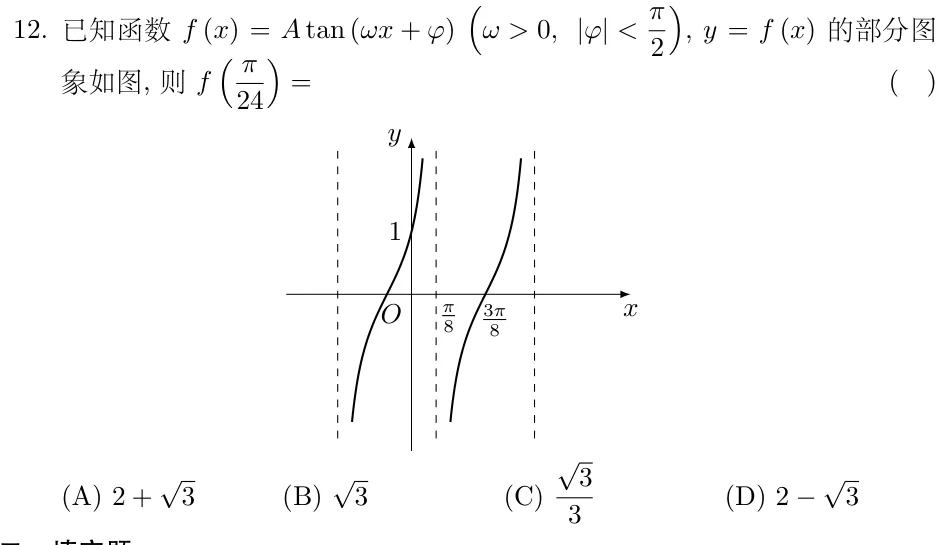 12. 已知函数 f (x) = A tan (ωx + φ) (ω > 0, |φ| < π/2), y = f (x) 的部分图
象如图, 则 f (π/24) = ( )
y
1
O π/8 3π/8 x
(A) 2 + √3 (B) √3 (C) √3/3 (D) 2 − √3